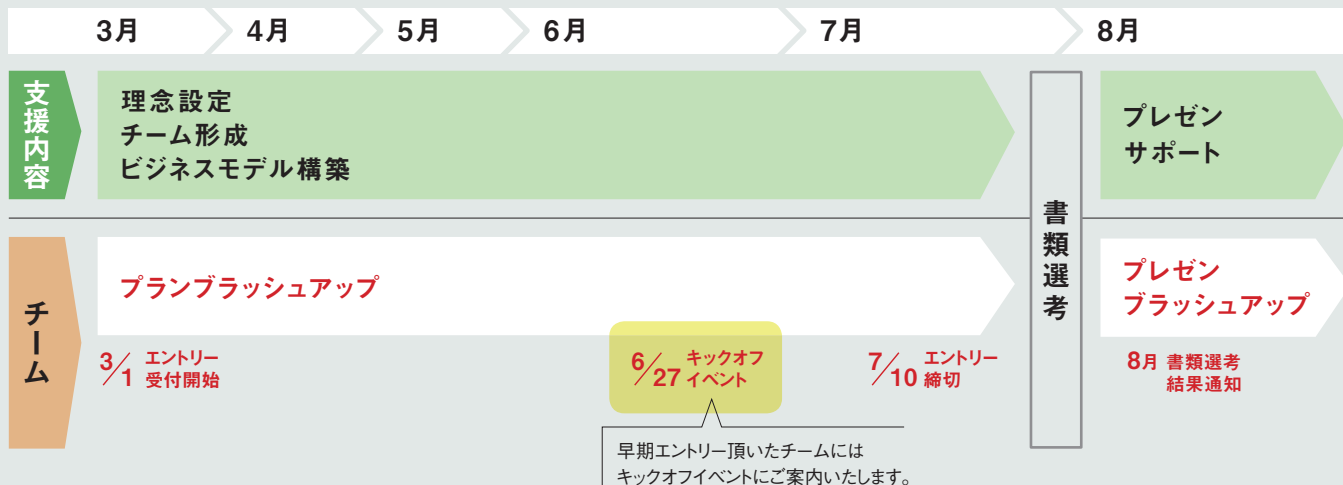 3月
4月
5月
6月
7月
8月
支援内容
理念設定
チーム形成
ビジネスモデル構築
書類選考
プレゼン
サポート
チーム
プランブラッシュアップ
3/1 エントリー
受付開始
6/27 キックオフ
イベント
7/10 エントリー
締切
プレゼン
ブラッシュアップ
8月 書類選考
結果通知
早期エントリー頂いたチームには
キックオフイベントにご案内いたします。